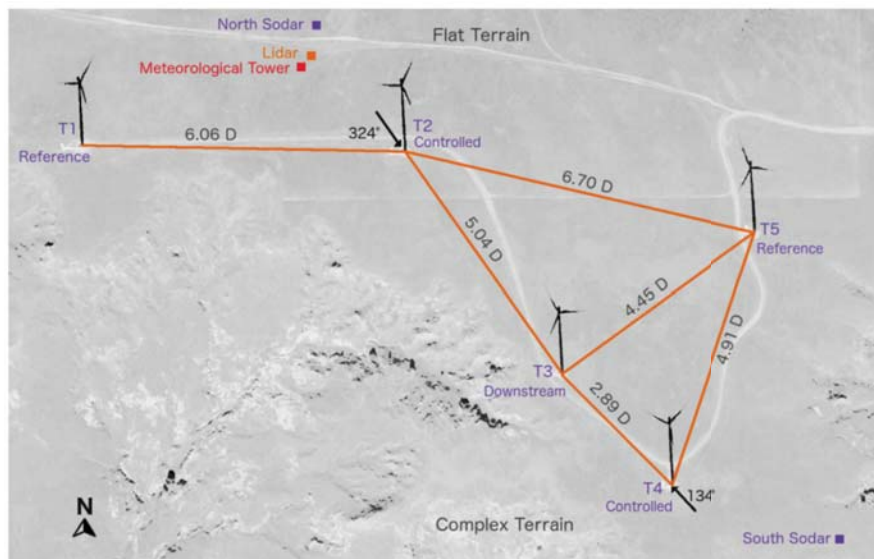 North Sodar
Flat Terrain
Lidar
Meteorological Tower
T1
6.06 D
324°
T2
Controlled
Reference
6.70 D
T5
Reference
5.04 D
4.45 D
4.91 D
T3
Downstream
2.89 D
T4
134°
Controlled
N
Complex Terrain
South Sodar